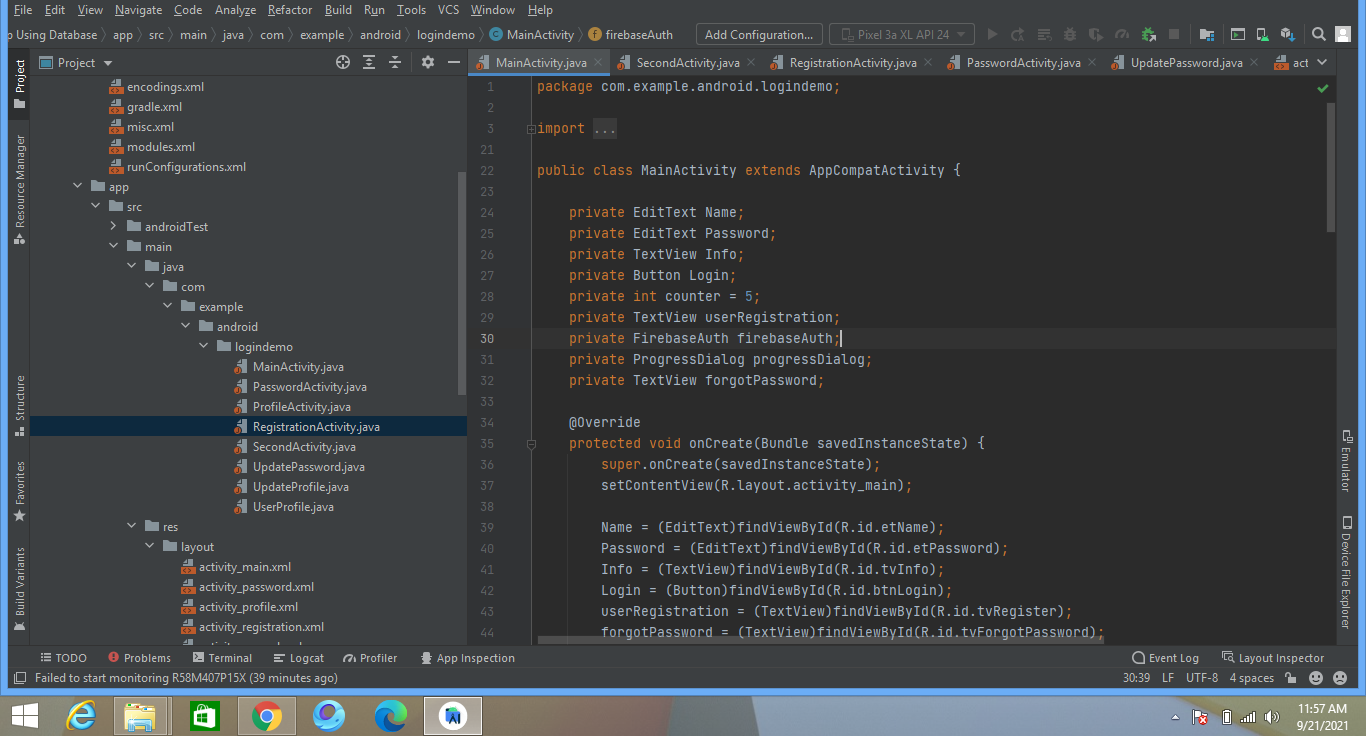 File Edit View Navigate Code Analyze Refactor Build Run Tools VCS Window Help
p Using Database app src main java com example android logindemo MainActivity firebaseAuth Add Configuration... Pixel 3a XL API 24
Project MainActivity.java SecondActivity.java RegistrationActivity.java PasswordActivity.java UpdatePassword.java act
Project
Resource Manager
Structure
Favorites
Build Variants
encodings.xml
gradle.xml
misc.xml
modules.xml
runConfigurations.xml
app
src
androidTest
main
java
com
example
android
logindemo
MainActivity.java
PasswordActivity.java
ProfileActivity.java
RegistrationActivity.java
SecondActivity.java
UpdatePassword.java
UpdateProfile.java
UserProfile.java
res
layout
activity_main.xml
activity_password.xml
activity_profile.xml
activity_registration.xml
1 package com.example.android.logindemo;
2
3 import ...
21
22 public class MainActivity extends AppCompatActivity {
23
24 private EditText Name;
25 private EditText Password;
26 private TextView Info;
27 private Button Login;
28 private int counter = 5;
29 private TextView userRegistration;
30 private FirebaseAuth firebaseAuth;
31 private ProgressDialog progressDialog;
32 private TextView forgotPassword;
33
34 @Override
35 protected void onCreate(Bundle savedInstanceState) {
36 super.onCreate(savedInstanceState);
37 setContentView(R.layout.activity_main);
38
39 Name = (EditText)findViewById(R.id.etName);
40 Password = (EditText)findViewById(R.id.etPassword);
41 Info = (TextView)findViewById(R.id.tvInfo);
42 Login = (Button)findViewById(R.id.btnLogin);
43 userRegistration = (TextView)findViewById(R.id.tvRegister);
44 forgotPassword = (TextView)findViewById(R.id.tvForgotPassword);
Emulator
Device File Explorer
TODO Problems Terminal Logcat Profiler App Inspection Event Log Layout Inspector
Failed to start monitoring R58M407P15X (39 minutes ago) 30:39 LF UTF-8 4 spaces
11:57 AM
9/21/2021